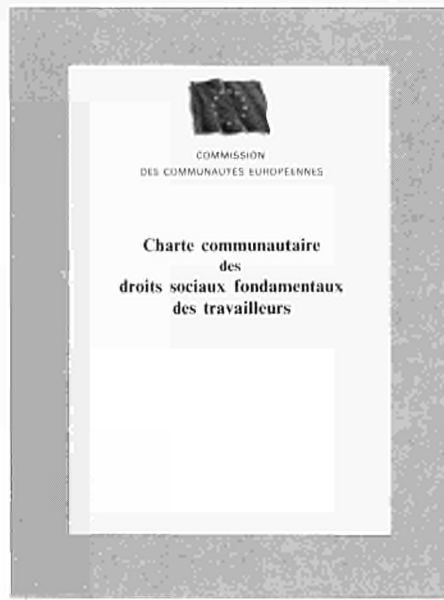 COMMISSION
DES COMMUNAUTÉS EUROPÉENNES
Charte communautaire
des
droits sociaux fondamentaux
des travailleurs